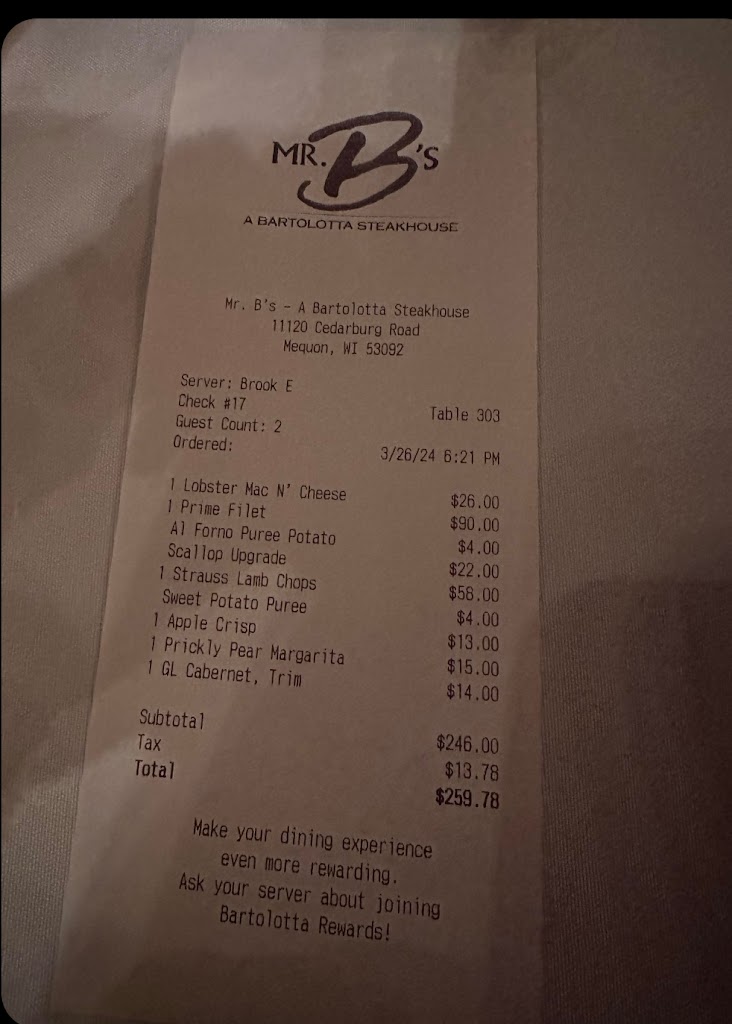 MR. B's
A BARTOLOTTA STEAKHOUSE
Mr. B's - A Bartolotta Steakhouse
11120 Cedarburg Road
Mequon, WI 53092
Server: Brook E
Check #17 Table 303
Guest Count: 2
Ordered: 3/26/24 6:21 PM
1 Lobster Mac N' Cheese $26.00
1 Prime Filet $90.00
Al Forno Puree Potato $4.00
Scallop Upgrade $22.00
1 Strauss Lamb Chops $58.00
Sweet Potato Puree $4.00
1 Apple Crisp $13.00
1 Prickly Pear Margarita $15.00
1 GL Cabernet, Trim $14.00
Subtotal $246.00
Tax $13.78
Total $259.78
Make your dining experience
even more rewarding.
Ask your server about joining
Bartolotta Rewards!